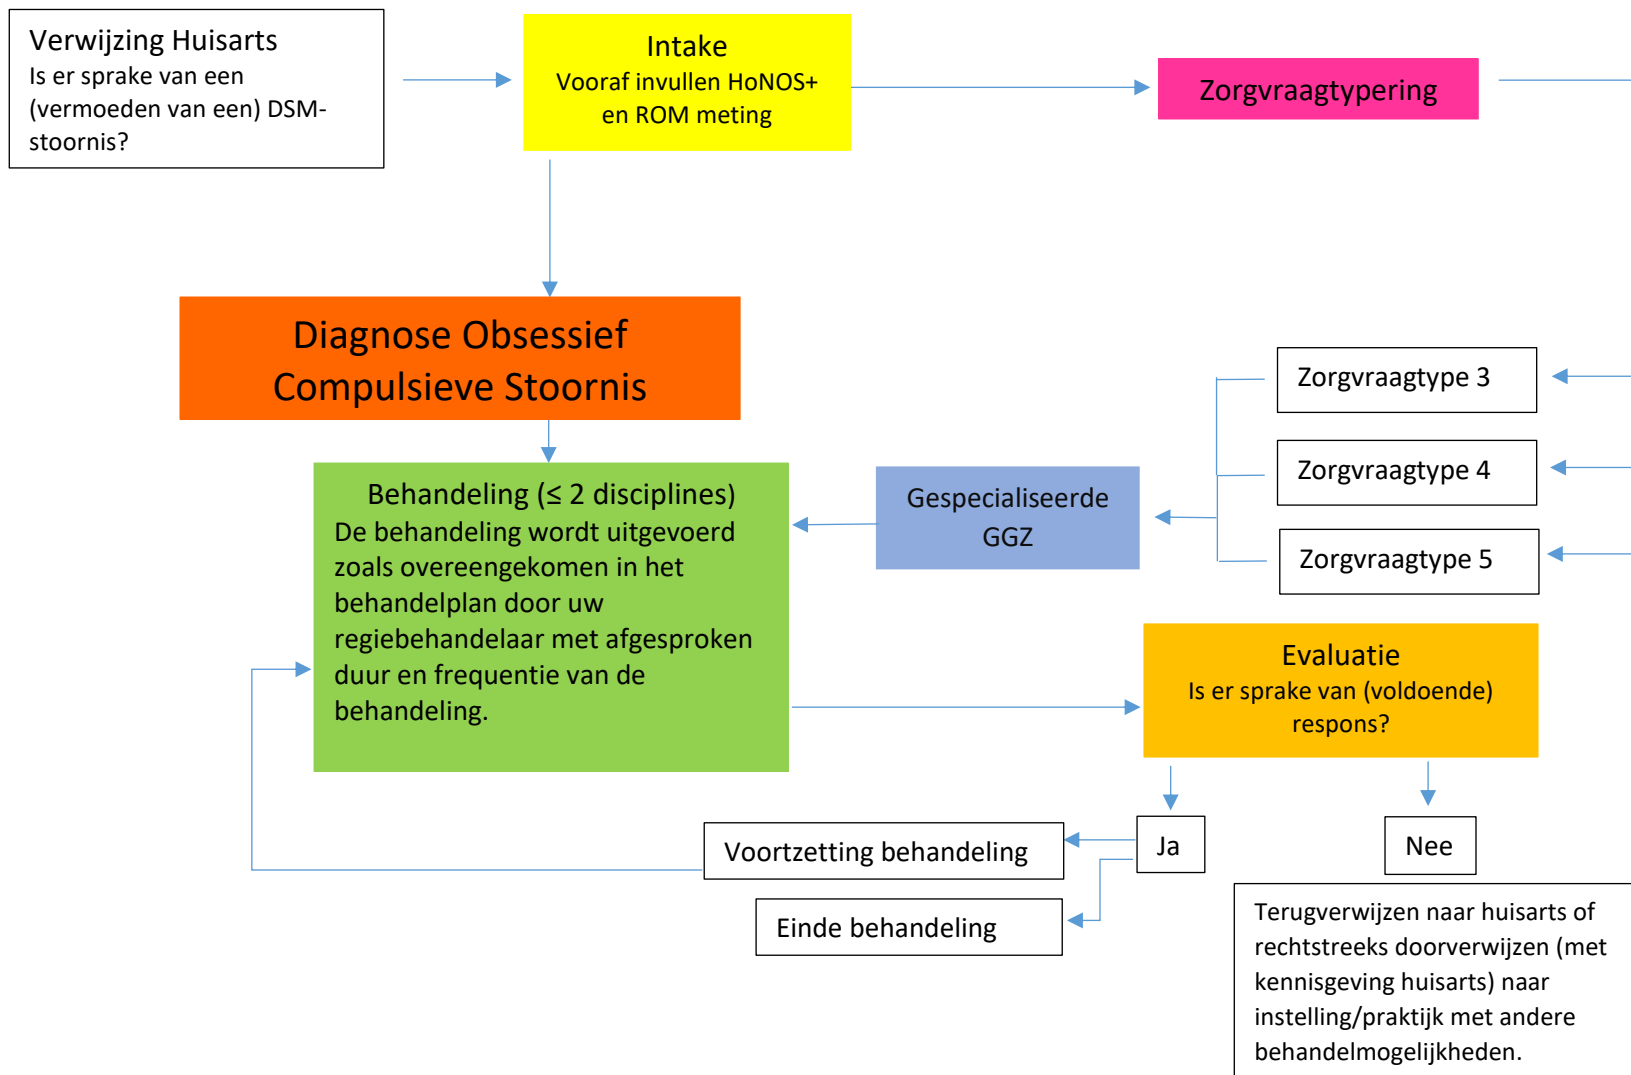 Verwijzing Huisarts
Is er sprake van een
(vermoeden van een) DSM-
stoornis?
Intake
Vooraf invullen HoNOS+
en ROM meting
Zorgvraagtypering
Diagnose Obsessief
Compulsieve Stoornis
Zorgvraagtype 3
Zorgvraagtype 4
Zorgvraagtype 5
Gespecialiseerde
GGZ
Behandeling (≤ 2 disciplines)
De behandeling wordt uitgevoerd
zoals overeengekomen in het
behandelplan door uw
regiebehandelaar met afgesproken
duur en frequentie van de
behandeling.
Evaluatie
Is er sprake van (voldoende)
respons?
Ja
Nee
Voortzetting behandeling
Einde behandeling
Terugverwijzen naar huisarts of
rechtstreeks doorverwijzen (met
kennisgeving huisarts) naar
instelling/praktijk met andere
behandelmogelijkheden.